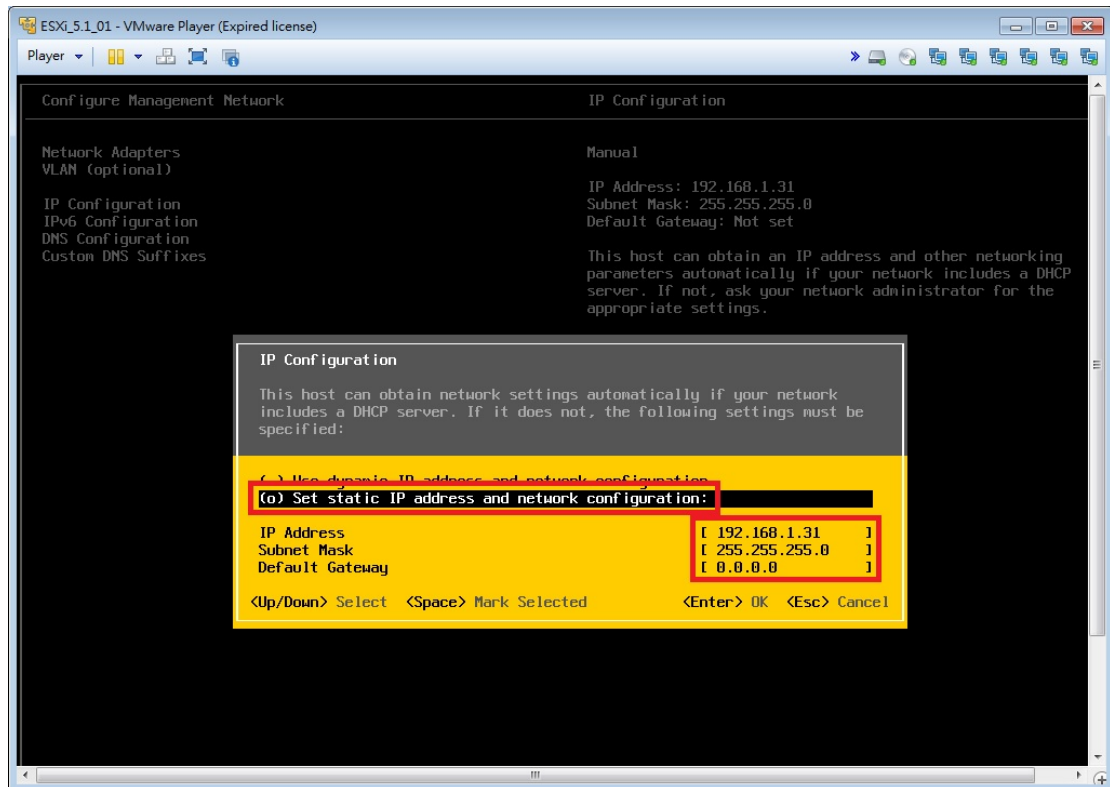 ESXi_5.1_01 - VMware Player (Expired license)
Player
Configure Management Network
IP Configuration
Network Adapters
VLAN (optional)
IP Configuration
IPv6 Configuration
DNS Configuration
Custom DNS Suffixes
Manual
IP Address: 192.168.1.31
Subnet Mask: 255.255.255.0
Default Gateway: Not set
This host can obtain an IP address and other networking
parameters automatically if your network includes a DHCP
server. If not, ask your network administrator for the
appropriate settings.
IP Configuration
This host can obtain network settings automatically if your network
includes a DHCP server. If it does not, the following settings must be
specified:
( ) Use dynamic IP address and network configuration
(o) Set static IP address and network configuration:
IP Address [ 192.168.1.31 ]
Subnet Mask [ 255.255.255.0 ]
Default Gateway [ 0.0.0.0 ]
<Up/Down> Select <Space> Mark Selected <Enter> OK <Esc> Cancel